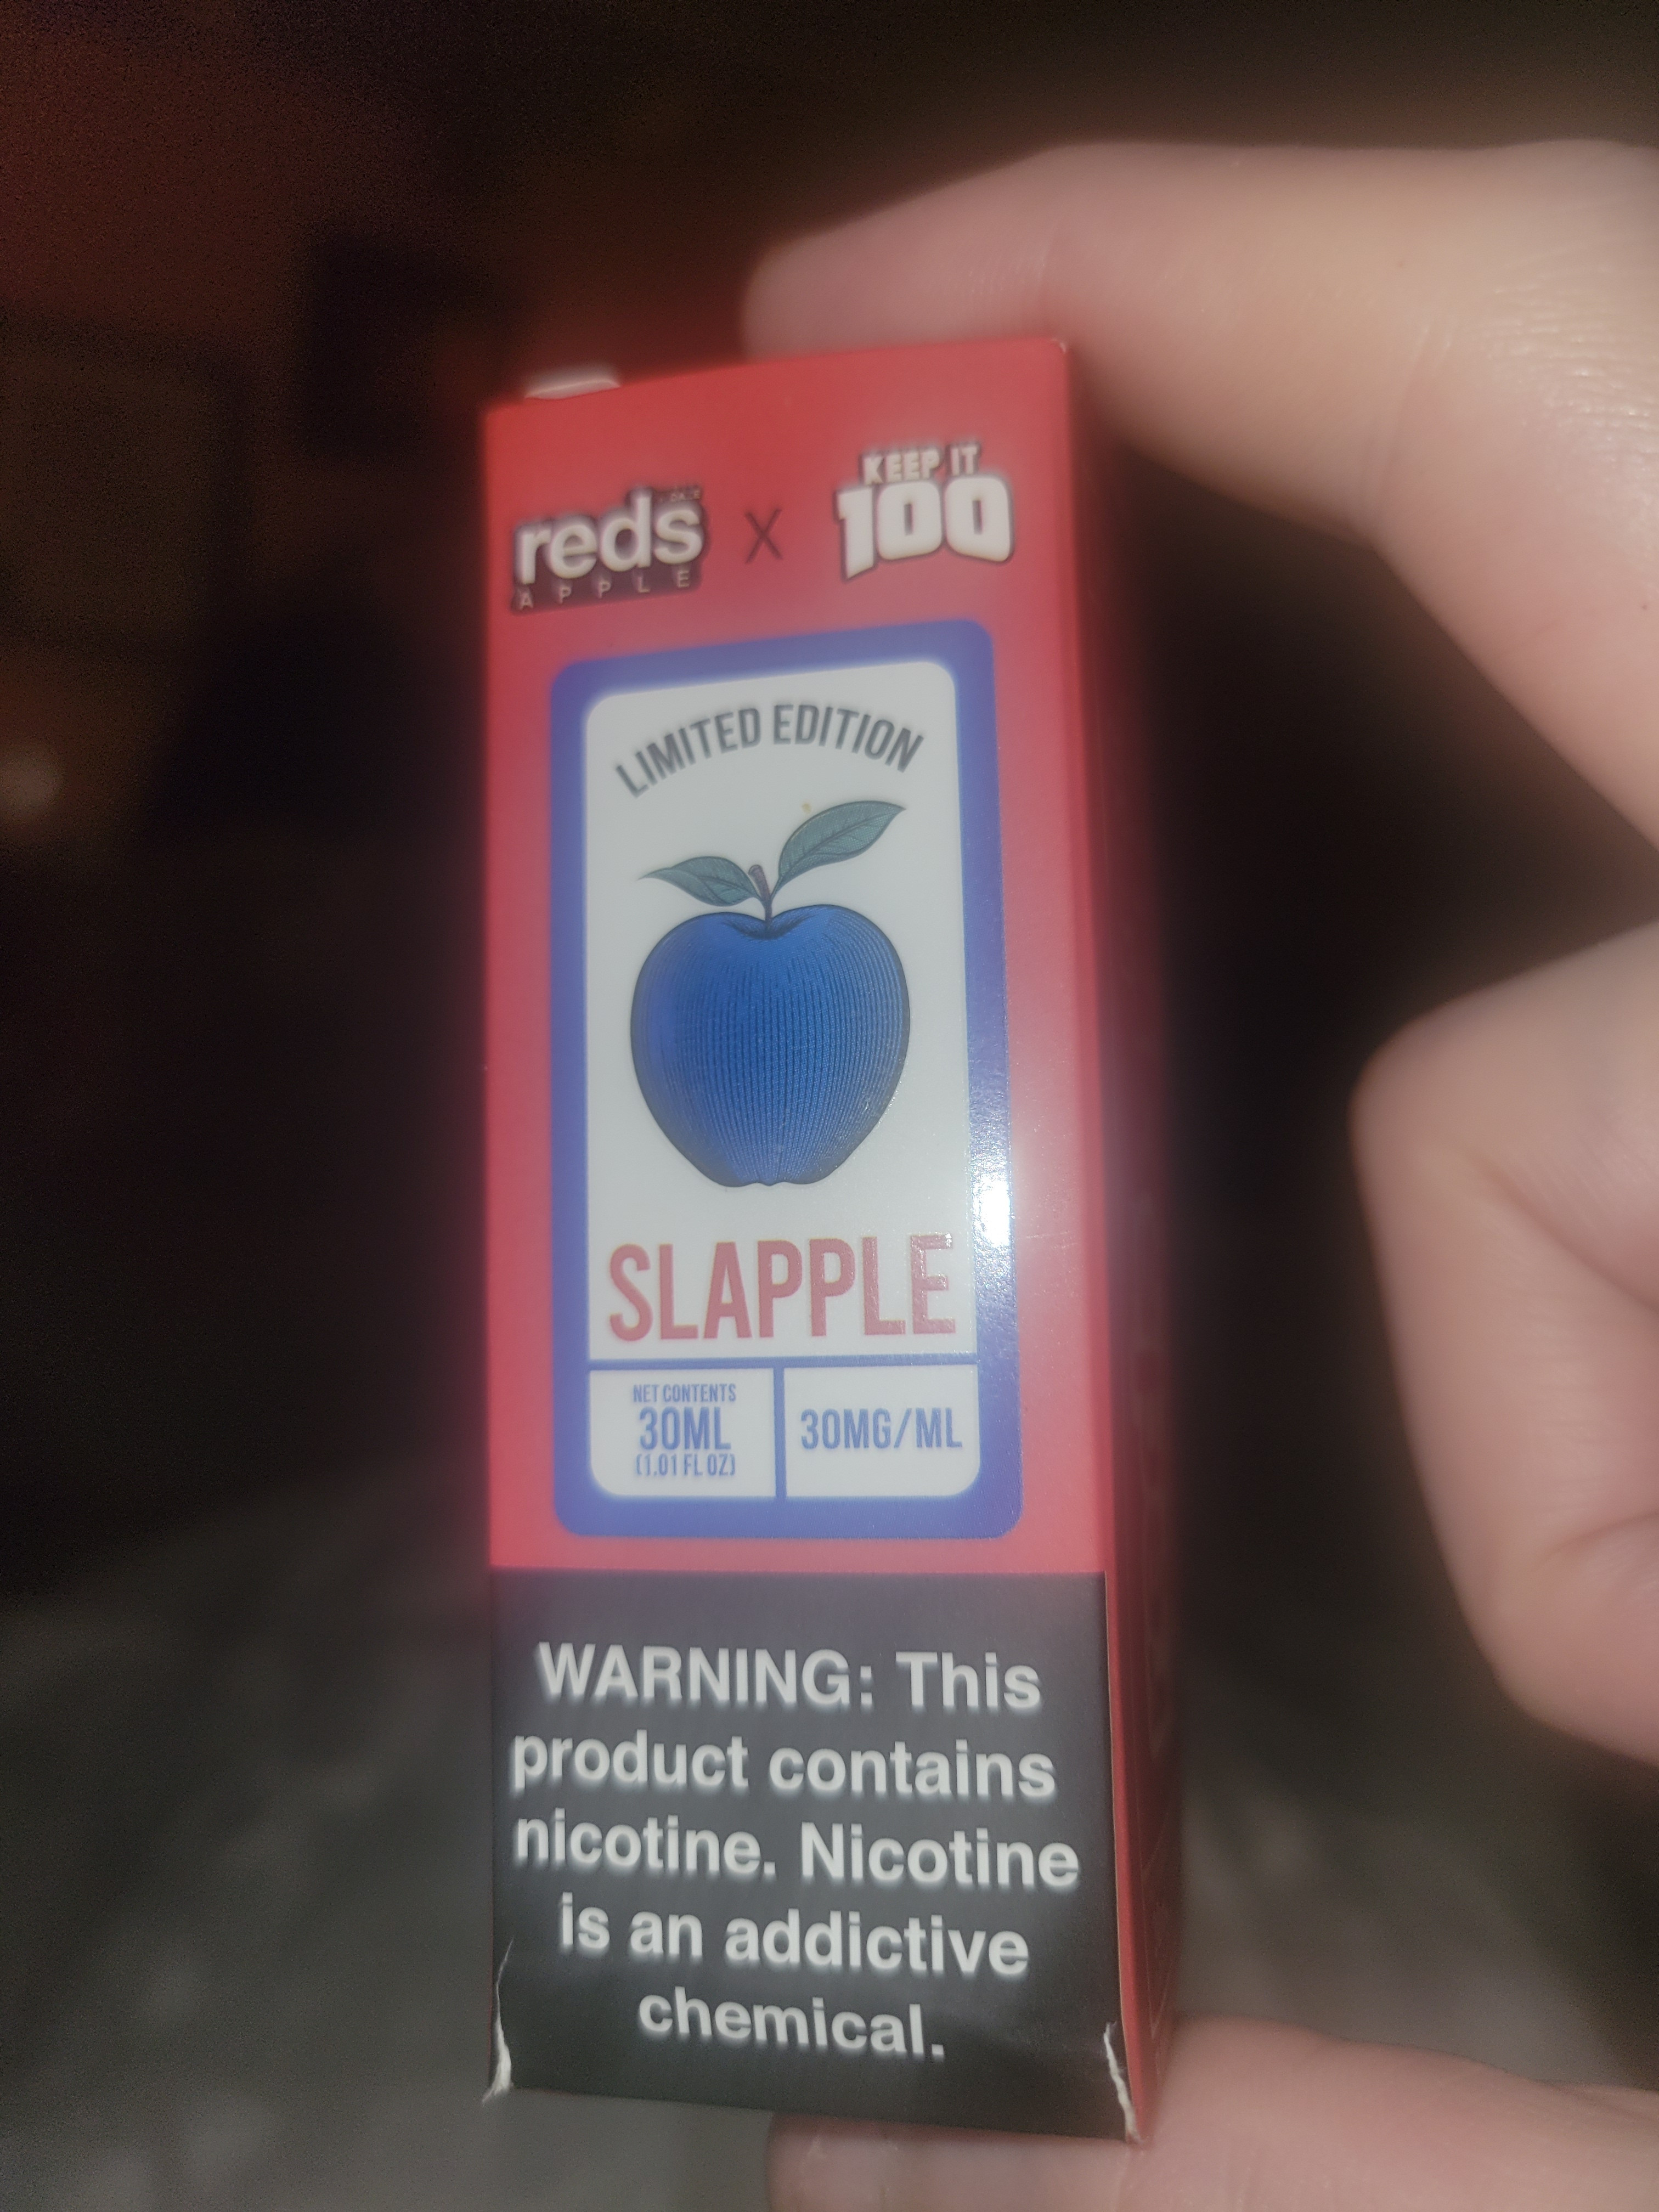 reds
APPLE
X
KEEP IT
100
LIMITED EDITION
SLAPPLE
NET CONTENTS
30ML
(1.01 FL OZ)
30MG/ML
WARNING: This
product contains
nicotine. Nicotine
is an addictive
chemical.